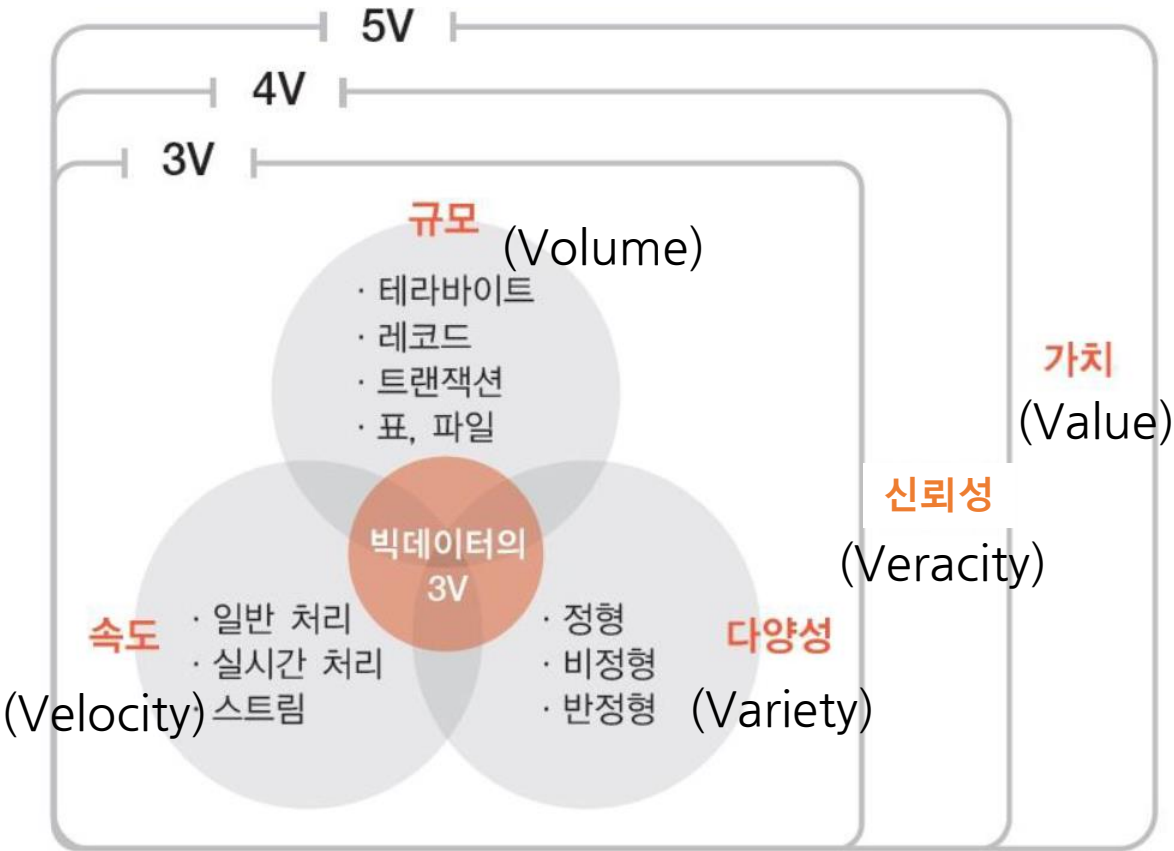 5V
4V
3V
규모
(Volume)
· 테라바이트
· 레코드
· 트랜잭션
· 표, 파일
가치
(Value)
신뢰성
(Veracity)
빅데이터의
3V
속도
(Velocity)
· 일반 처리
· 실시간 처리
· 스트림
· 정형
· 비정형
· 반정형
다양성
(Variety)